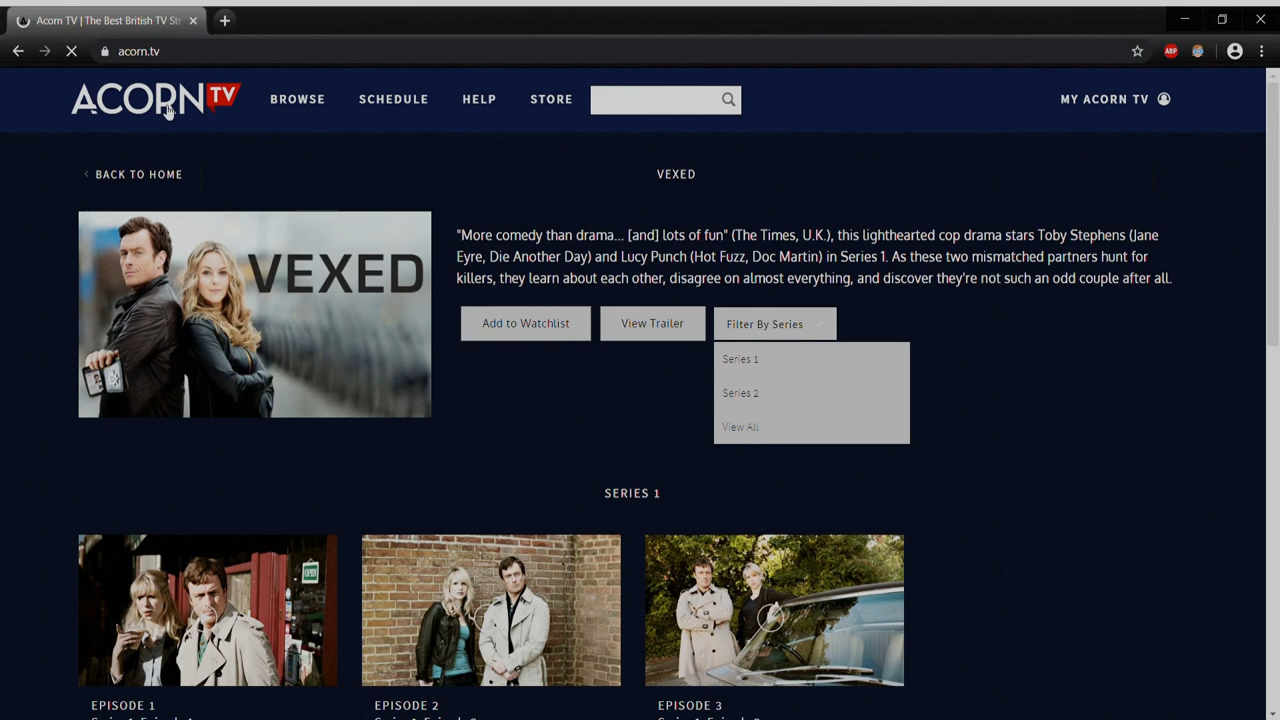 Acorn TV | The Best British TV Str
acorn.tv
ABP
ACORN TV
BROWSE
SCHEDULE
HELP
STORE
MY ACORN TV
BACK TO HOME
VEXED
VEXED
"More comedy than drama... [and] lots of fun" (The Times, U.K.), this lighthearted cop drama stars Toby Stephens (Jane
Eyre, Die Another Day) and Lucy Punch (Hot Fuzz, Doc Martin) in Series 1. As these two mismatched partners hunt for
killers, they learn about each other, disagree on almost everything, and discover they're not such an odd couple after all.
Add to Watchlist
View Trailer
Filter By Series
Series 1
Series 2
View All
SERIES 1
OPEN
EPISODE 1
EPISODE 2
EPISODE 3